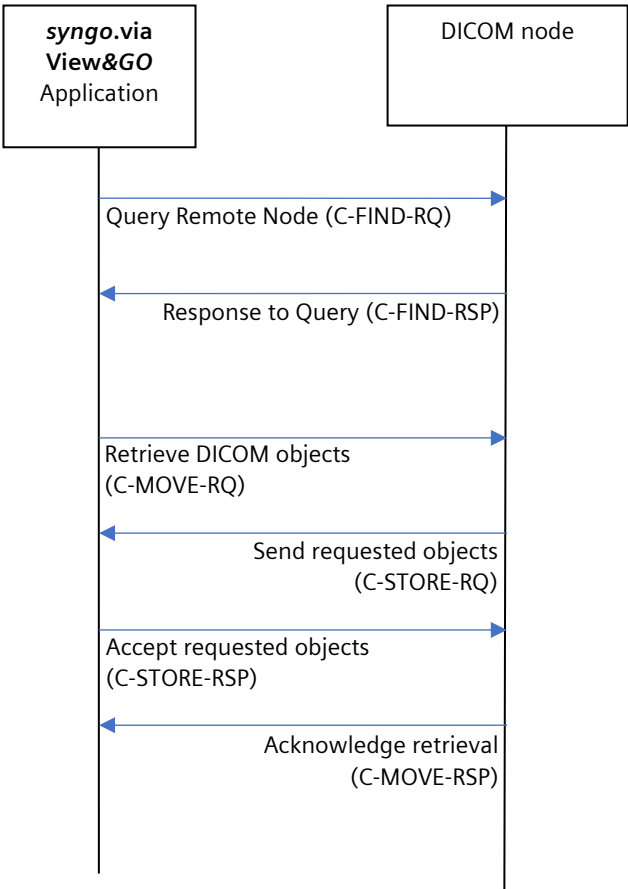 syngo.via
View&GO
Application
DICOM node
Query Remote Node (C-FIND-RQ)
Response to Query (C-FIND-RSP)
Retrieve DICOM objects
(C-MOVE-RQ)
Send requested objects
(C-STORE-RQ)
Accept requested objects
(C-STORE-RSP)
Acknowledge retrieval
(C-MOVE-RSP)